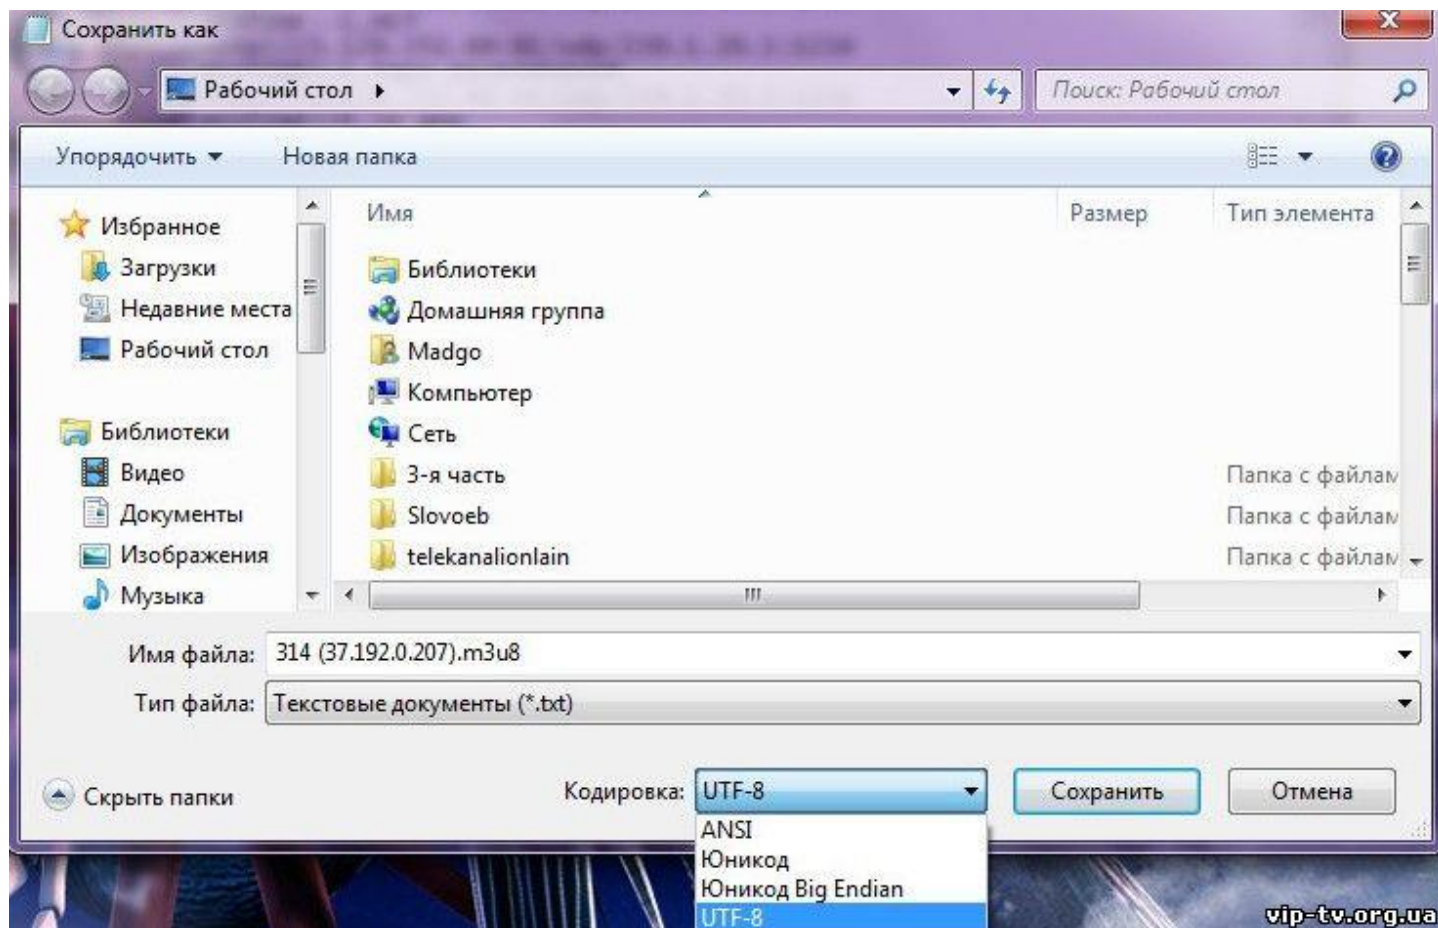 Сохранить как
Рабочий стол
Поиск: Рабочий стол
Упорядочить
Новая папка
Избранное
Загрузки
Недавние места
Рабочий стол
Библиотеки
Видео
Документы
Изображения
Музыка
Имя
Размер
Тип элемента
Библиотеки
Домашняя группа
Madgo
Компьютер
Сеть
3-я часть
Папка с файлам
Slovoeb
Папка с файлам
telekanalionlain
Папка с файлам
Имя файла: 314 (37.192.0.207).m3u8
Тип файла: Текстовые документы (*.txt)
Скрыть папки
Кодировка: UTF-8
Сохранить
Отмена
ANSI
Юникод
Юникод Big Endian
UTF-8
vip-tv.org.ua